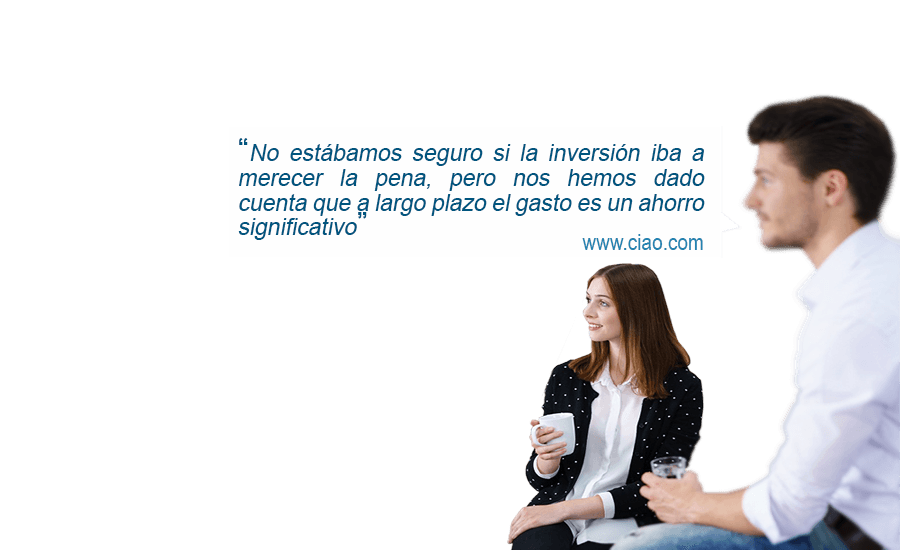 “No estábamos seguro si la inversión iba a
merecer la pena, pero nos hemos dado
cuenta que a largo plazo el gasto es un ahorro
significativo”
www.ciao.com